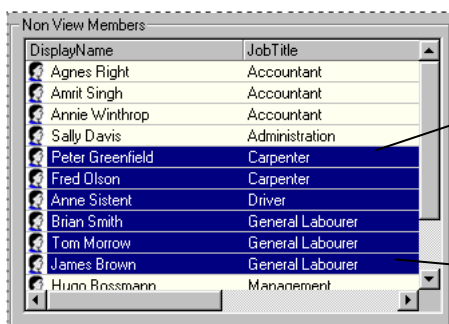 Non View Members
DisplayName JobTitle
Agnes Right Accountant
Amrit Singh Accountant
Annie Winthrop Accountant
Sally Davis Administration
Peter Greenfield Carpenter
Fred Olson Carpenter
Anne Sistent Driver
Brian Smith General Labourer
Tom Morrow General Labourer
James Brown General Labourer
Hugo Rossmann Management